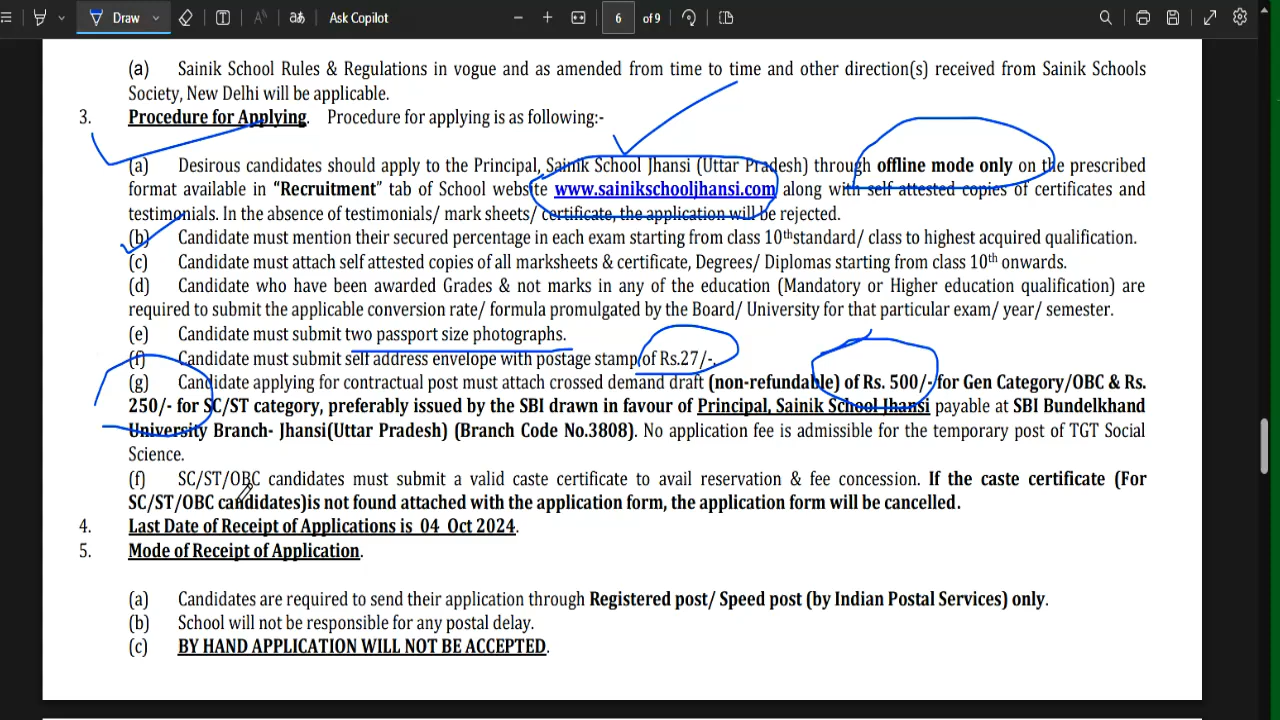 Draw
Ask Copilot
6 of 9
(a) Sainik School Rules & Regulations in vogue and as amended from time to time and other direction(s) received from Sainik Schools
Society, New Delhi will be applicable.
3. Procedure for Applying. Procedure for applying is as following:-
(a) Desirous candidates should apply to the Principal, Sainik School Jhansi (Uttar Pradesh) through offline mode only on the prescribed
format available in "Recruitment" tab of School website www.sainikschooljhansi.com along with self attested copies of certificates and
testimonials. In the absence of testimonials/ mark sheets/ certificate, the application will be rejected.
(b) Candidate must mention their secured percentage in each exam starting from class 10thstandard/ class to highest acquired qualification.
(c) Candidate must attach self attested copies of all marksheets & certificate, Degrees/ Diplomas starting from class 10th onwards.
(d) Candidate who have been awarded Grades & not marks in any of the education (Mandatory or Higher education qualification) are
required to submit the applicable conversion rate/ formula promulgated by the Board/ University for that particular exam/ year/ semester.
(e) Candidate must submit two passport size photographs.
(f) Candidate must submit self address envelope with postage stamp of Rs.27/-.
(g) Candidate applying for contractual post must attach crossed demand draft (non-refundable) of Rs. 500/- for Gen Category/OBC & Rs.
250/- for SC/ST category, preferably issued by the SBI drawn in favour of Principal, Sainik School Jhansi payable at SBI Bundelkhand
University Branch- Jhansi(Uttar Pradesh) (Branch Code No.3808). No application fee is admissible for the temporary post of TGT Social
Science.
(f) SC/ST/OBC candidates must submit a valid caste certificate to avail reservation & fee concession. If the caste certificate (For
SC/ST/OBC candidates)is not found attached with the application form, the application form will be cancelled.
4. Last Date of Receipt of Applications is 04 Oct 2024.
5. Mode of Receipt of Application.
(a) Candidates are required to send their application through Registered post/ Speed post (by Indian Postal Services) only.
(b) School will not be responsible for any postal delay.
(c) BY HAND APPLICATION WILL NOT BE ACCEPTED.